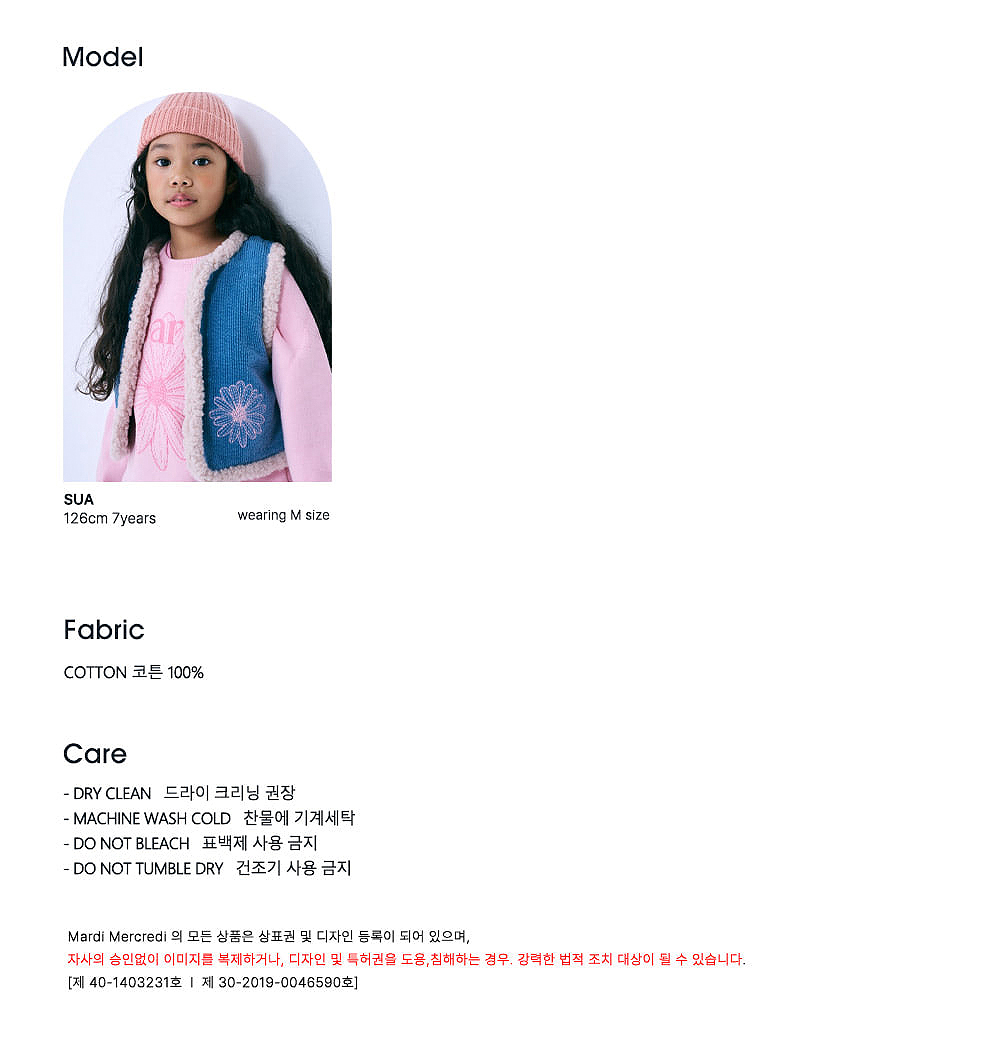 Model
ar
SUA
126cm 7years
wearing M size
Fabric
COTTON 코튼 100%
Care
- DRY CLEAN 드라이 크리닝 권장
- MACHINE WASH COLD 찬물에 기계세탁
- DO NOT BLEACH 표백제 사용 금지
- DO NOT TUMBLE DRY 건조기 사용 금지
Mardi Mercredi 의 모든 상품은 상표권 및 디자인 등록이 되어 있으며,
자사의 승인없이 이미지를 복제하거나, 디자인 및 특허권을 도용,침해하는 경우. 강력한 법적 조치 대상이 될 수 있습니다.
[제 40-1403231호 ㅣ 제 30-2019-0046590호]